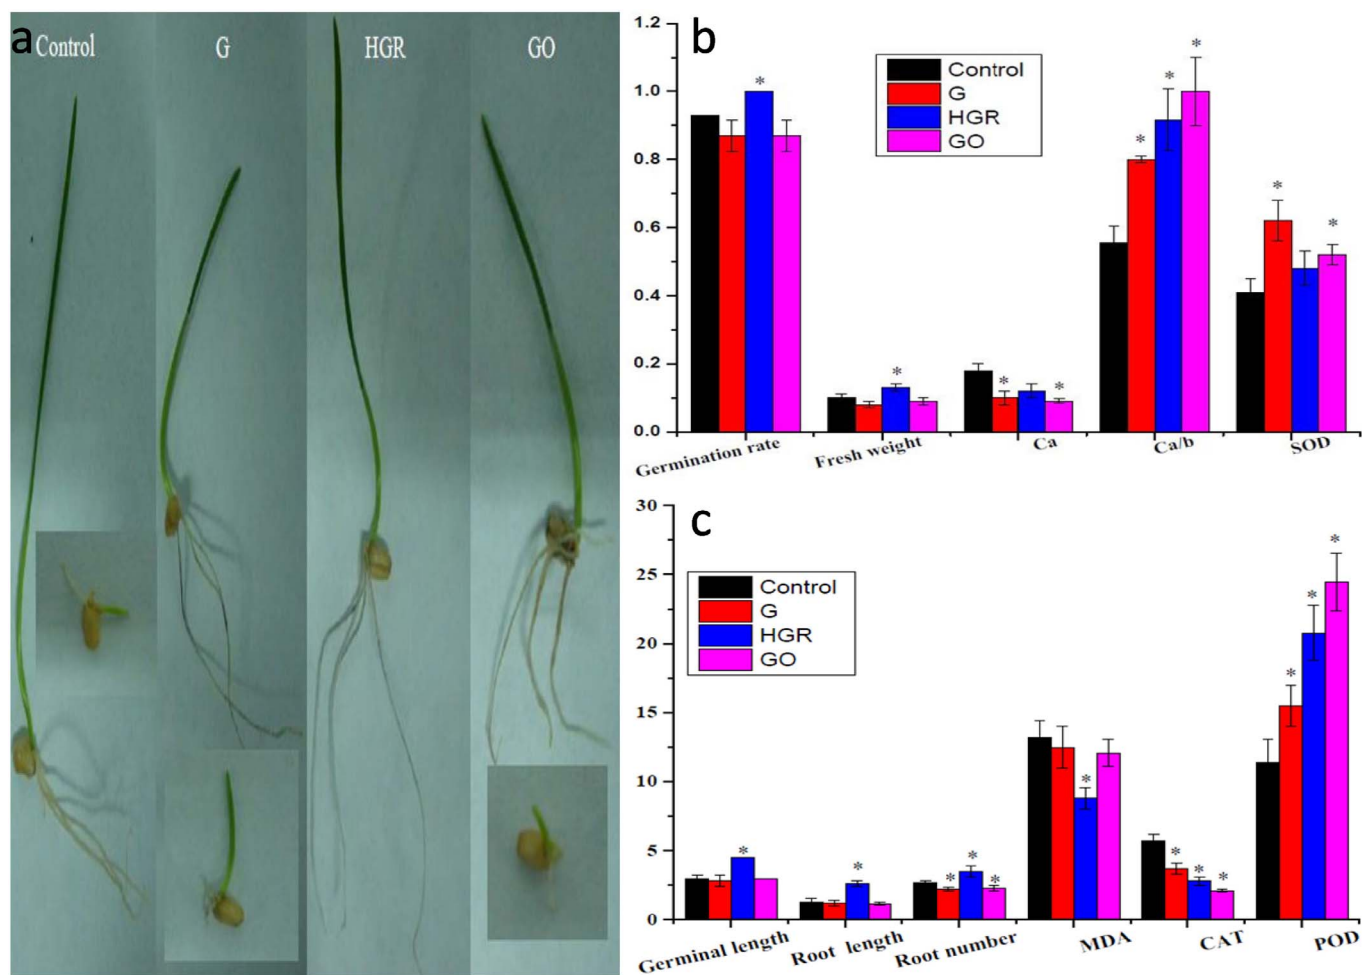 a
Control
G
HGR
GO
b
1.2
1.0
0.8
0.6
0.4
0.2
0.0
Control
G
HGR
GO
*
*
*
*
*
*
*
*
*
Germination rate
Fresh weight
Ca
Ca/b
SOD
c
30
25
20
15
10
5
0
Control
G
HGR
GO
*
*
*
*
*
*
*
*
*
*
*
*
Germinal length
Root length
Root number
MDA
CAT
POD